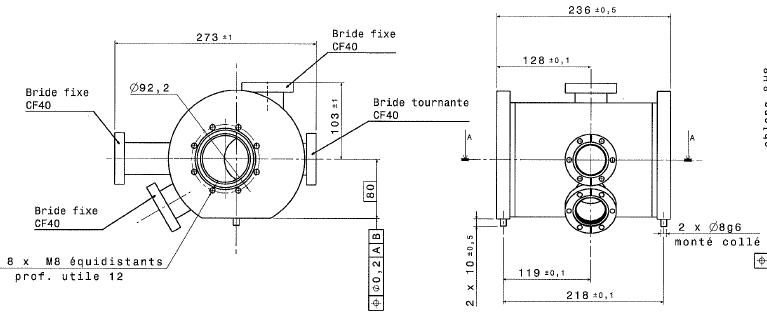 273 ±1
Bride fixe
CF40
Bride fixe
CF40
Ø92,2
103 ±1
Bride tournante
CF40
80
Bride fixe
CF40
8 x M8 équidistants
prof. utile 12
⌖ Ø0,2 A B
236 ±0,5
128 ±0,1
A
A
2 x 10 ±0,5
119 ±0,1
218 ±0,1
2 x Ø8g6
monté collé
⌖